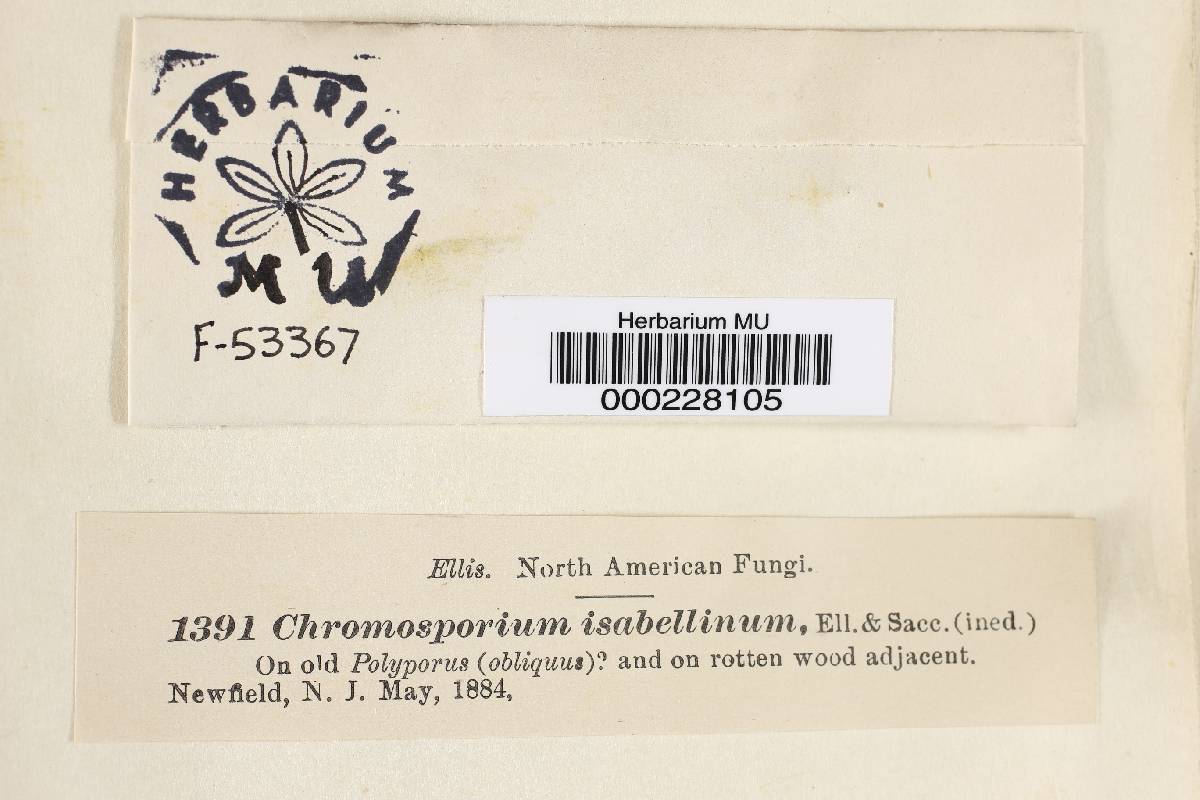 HERBARIUM
MU
F-53367
Herbarium MU
000228105
Ellis. North American Fungi.
1391 Chromosporium isabellinum, Ell. & Sacc. (ined.)
On old Polyporus (obliquus)? and on rotten wood adjacent.
Newfield, N. J. May, 1884,